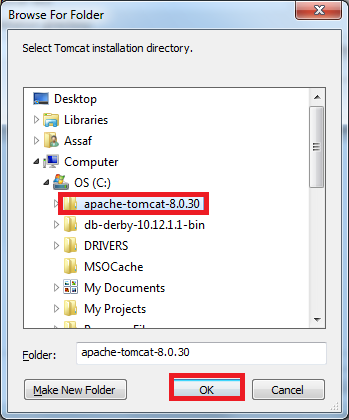 Browse For Folder
Select Tomcat installation directory.
Desktop
Libraries
Assaf
Computer
OS (C:)
apache-tomcat-8.0.30
db-derby-10.12.1.1-bin
DRIVERS
MSOCache
My Documents
My Projects
Folder: apache-tomcat-8.0.30
Make New Folder OK Cancel